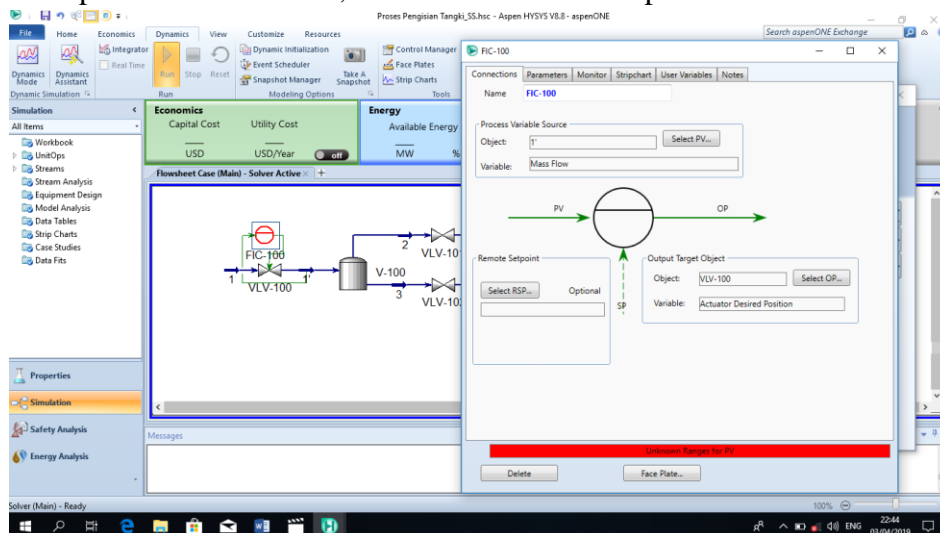 Proses Pengisian Tangki_SS.hsc - Aspen HYSYS V8.8 - aspenONE
File Home Economics Dynamics View Customize Resources
Search aspenONE Exchange
Dynamics Mode
Dynamics Assistant
Integrator
Real Time
Run Stop Reset
Dynamic Initialization
Event Scheduler
Snapshot Manager
Take A Snapshot
Control Manager
Face Plates
Strip Charts
Dynamic Simulation
Run
Modeling Options
Tools
Simulation
All Items
Workbook
UnitOps
Streams
Stream Analysis
Equipment Design
Model Analysis
Data Tables
Strip Charts
Case Studies
Data Fits
Properties
Simulation
Safety Analysis
Energy Analysis
Economics
Capital Cost Utility Cost
USD USD/Year off
Energy
Available Energy
MW %
Flowsheet Case (Main) - Solver Active
FIC-100
1
VLV-100
1'
V-100
2
3
VLV-10
VLV-10
Messages
FIC-100
Connections Parameters Monitor Stripchart User Variables Notes
Name FIC-100
Process Variable Source
Object: 1' Select PV...
Variable: Mass Flow
PV
OP
SP
Remote Setpoint
Select RSP... Optional
Output Target Object
Object: VLV-100 Select OP...
Variable: Actuator Desired Position
Unknown Ranges for PV
Delete Face Plate...
Solver (Main) - Ready
100%
ENG
22:44
03/04/2019